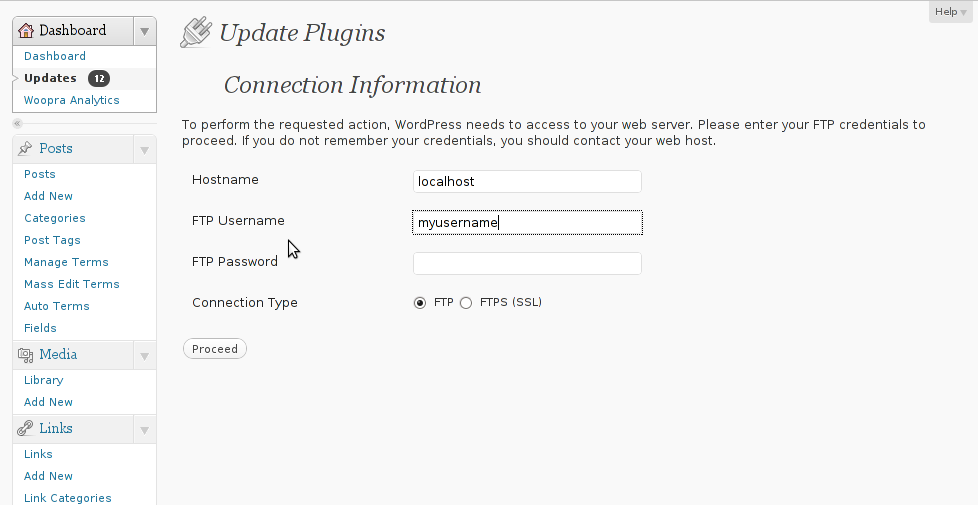 Help
Dashboard
Dashboard
Updates 12
Woopra Analytics
Posts
Posts
Add New
Categories
Post Tags
Manage Terms
Mass Edit Terms
Auto Terms
Fields
Media
Library
Add New
Links
Links
Add New
Link Categories
Update Plugins
Connection Information
To perform the requested action, WordPress needs to access to your web server. Please enter your FTP credentials to
proceed. If you do not remember your credentials, you should contact your web host.
Hostname localhost
FTP Username myusername
FTP Password
Connection Type FTP FTPS (SSL)
Proceed